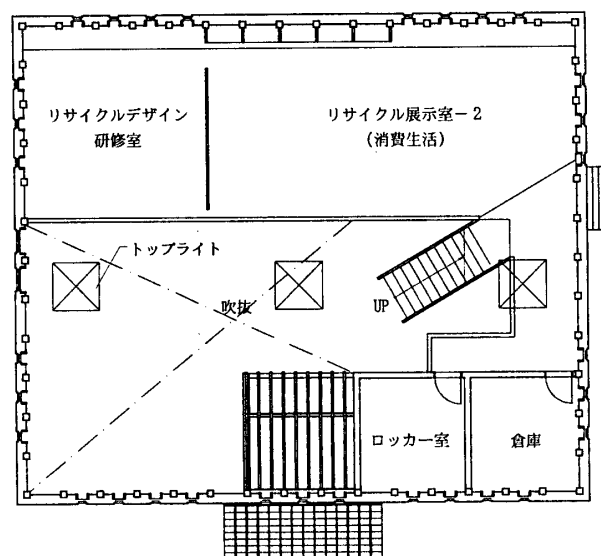 リサイクルデザイン
研修室
リサイクル展示室－2
(消費生活)
トップライト
吹抜
UP
ロッカー室
倉庫